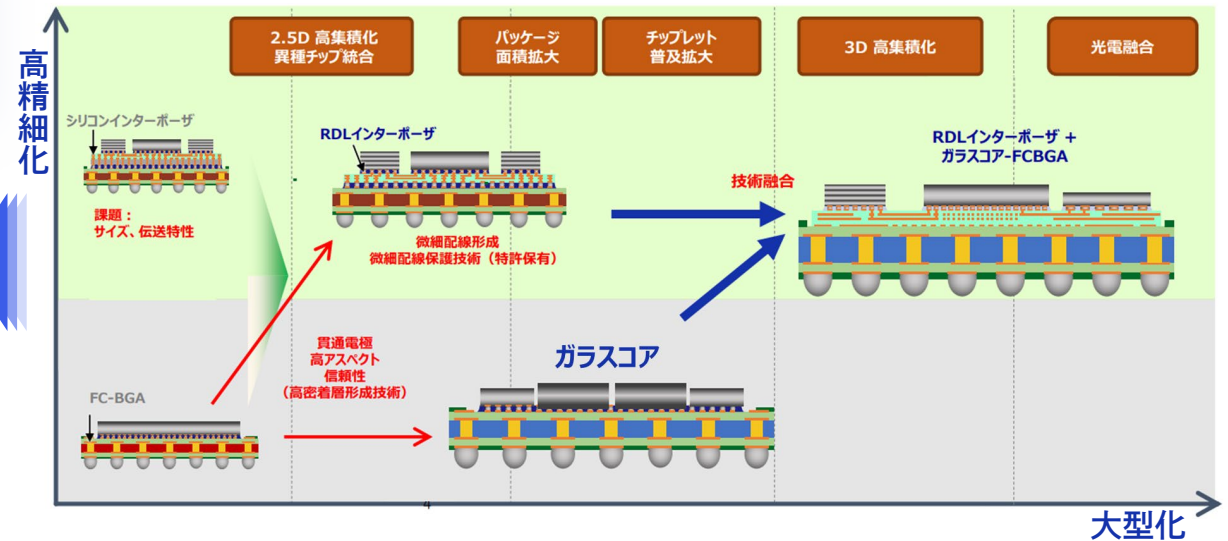 2.5D 高集積化
異種チップ統合
パッケージ
面積拡大
チップレット
普及拡大
3D 高集積化
光電融合
高精細化
シリコンインターポーザ
課題：
サイズ、伝送特性
RDLインターポーザ
微細配線形成
微細配線保護技術（特許保有）
技術融合
RDLインターポーザ +
ガラスコア-FCBGA
貫通電極
高アスペクト
信頼性
（高密着層形成技術）
ガラスコア
FC-BGA
4
大型化